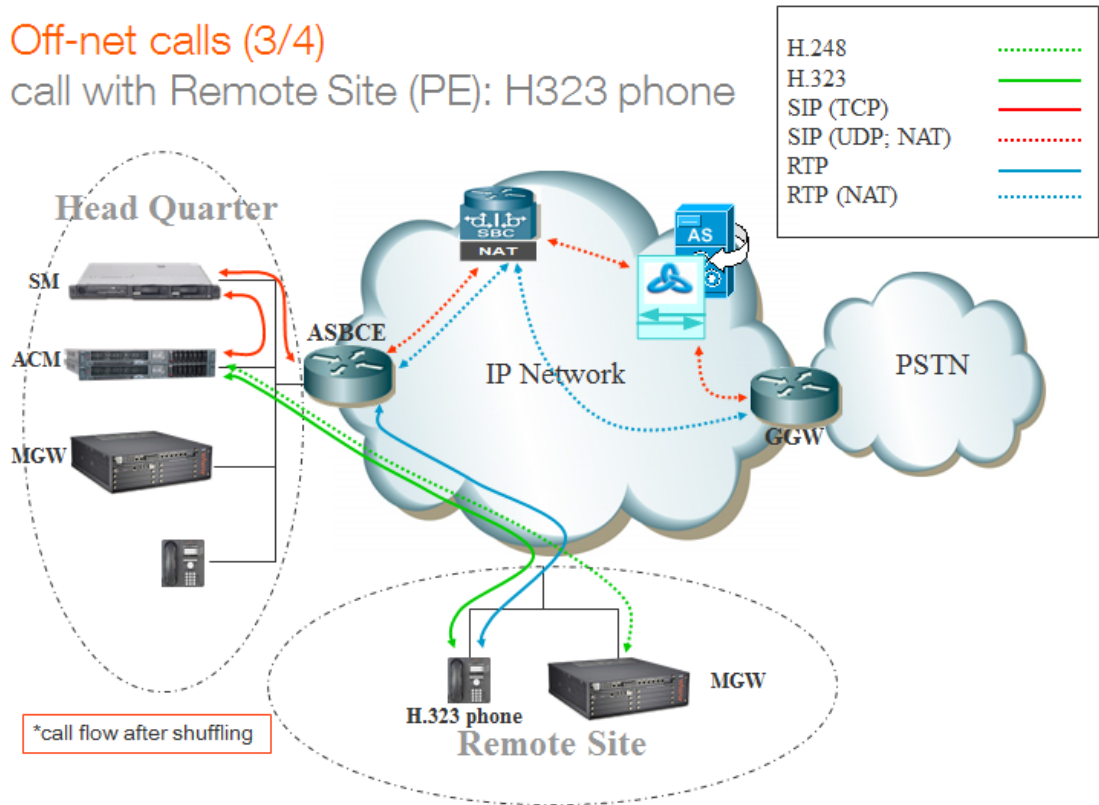 Off-net calls (3/4)
call with Remote Site (PE): H323 phone
H.248
H.323
SIP (TCP)
SIP (UDP; NAT)
RTP
RTP (NAT)
Head Quarter
SM
ACM
MGW
ASBCE
SBC
NAT
AS
IP Network
GGW
PSTN
H.323 phone
MGW
Remote Site
*call flow after shuffling